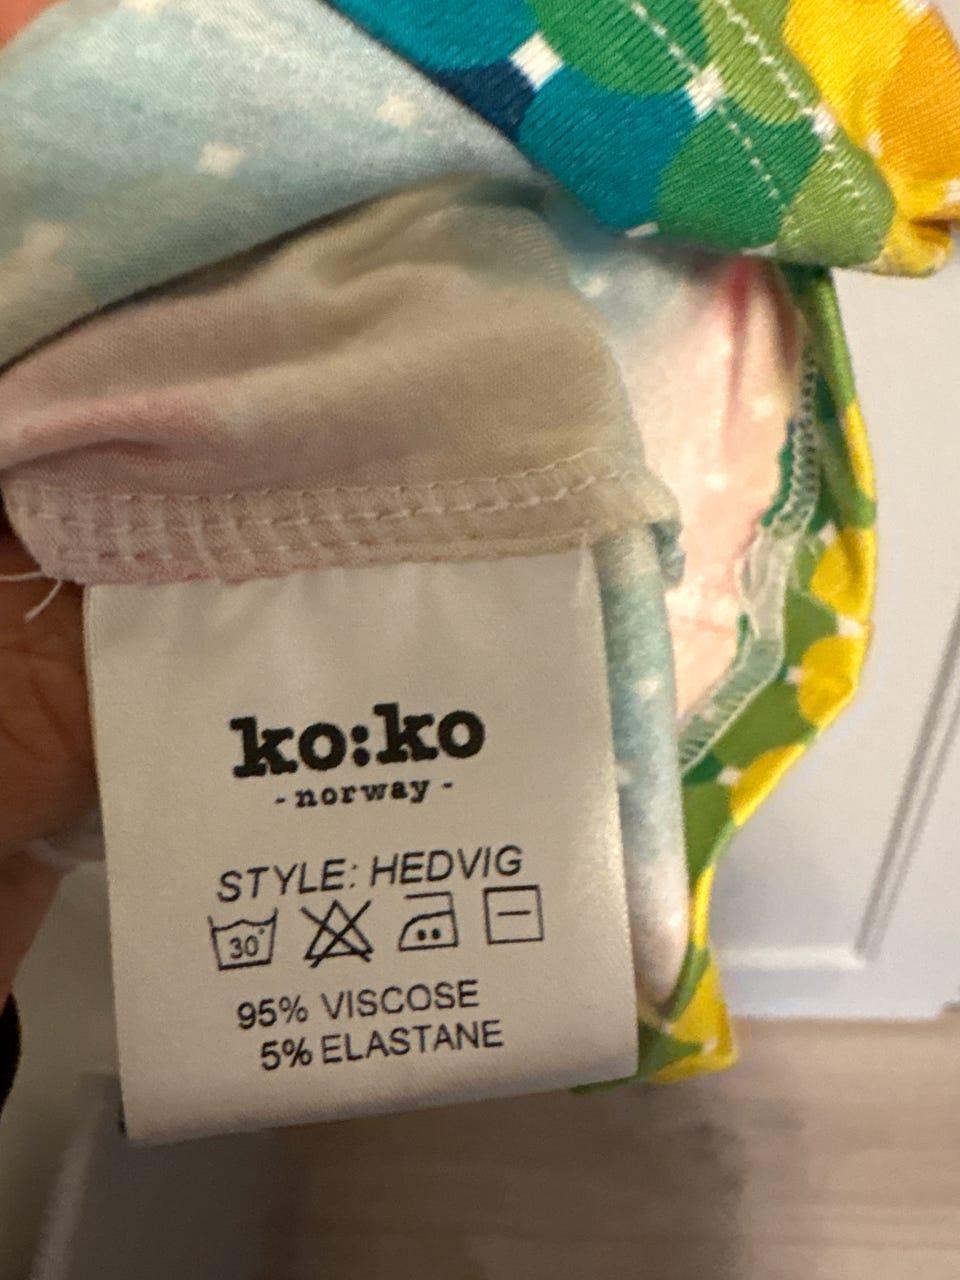 ko:ko
- norway -
STYLE: HEDVIG
30°
95% VISCOSE
5% ELASTANE